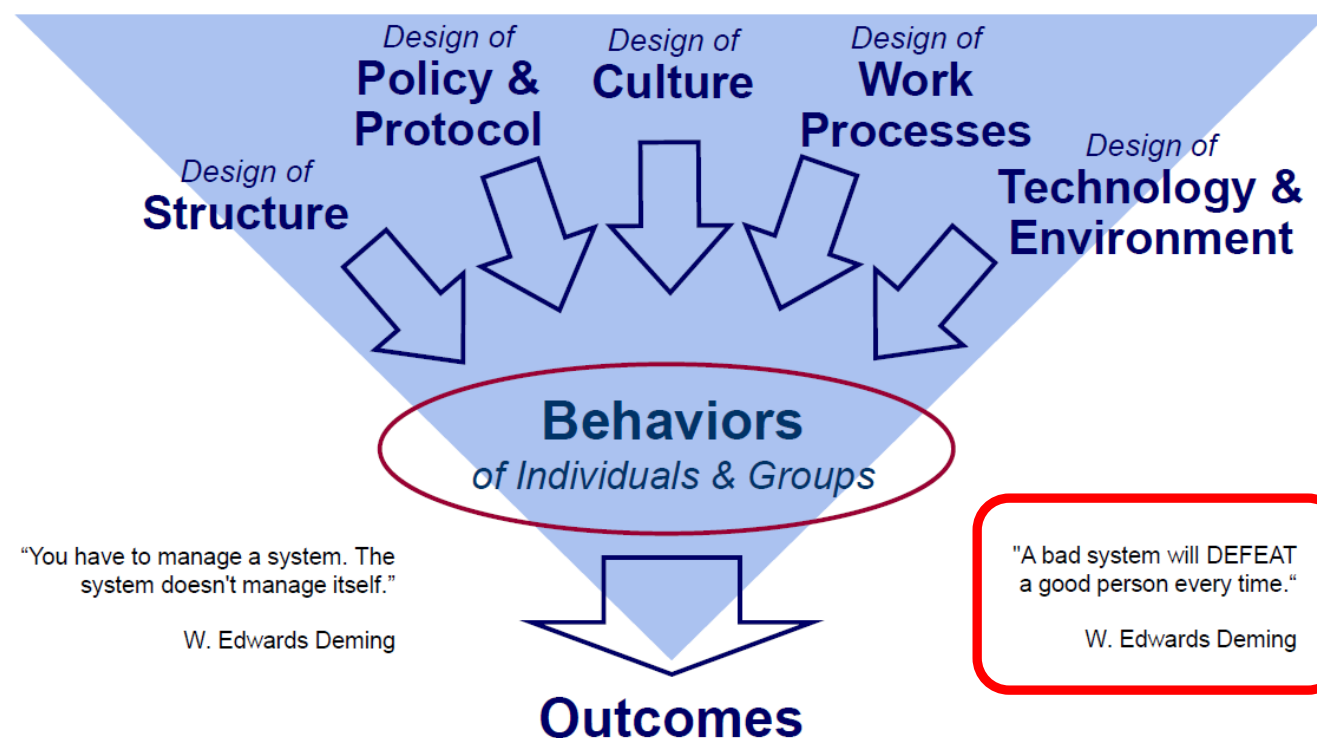 Design of
Structure
Design of
Policy &
Protocol
Design of
Culture
Design of
Work
Processes
Design of
Technology &
Environment
Behaviors
of Individuals & Groups
“You have to manage a system. The
system doesn't manage itself.”
W. Edwards Deming
"A bad system will DEFEAT
a good person every time.“
W. Edwards Deming
Outcomes